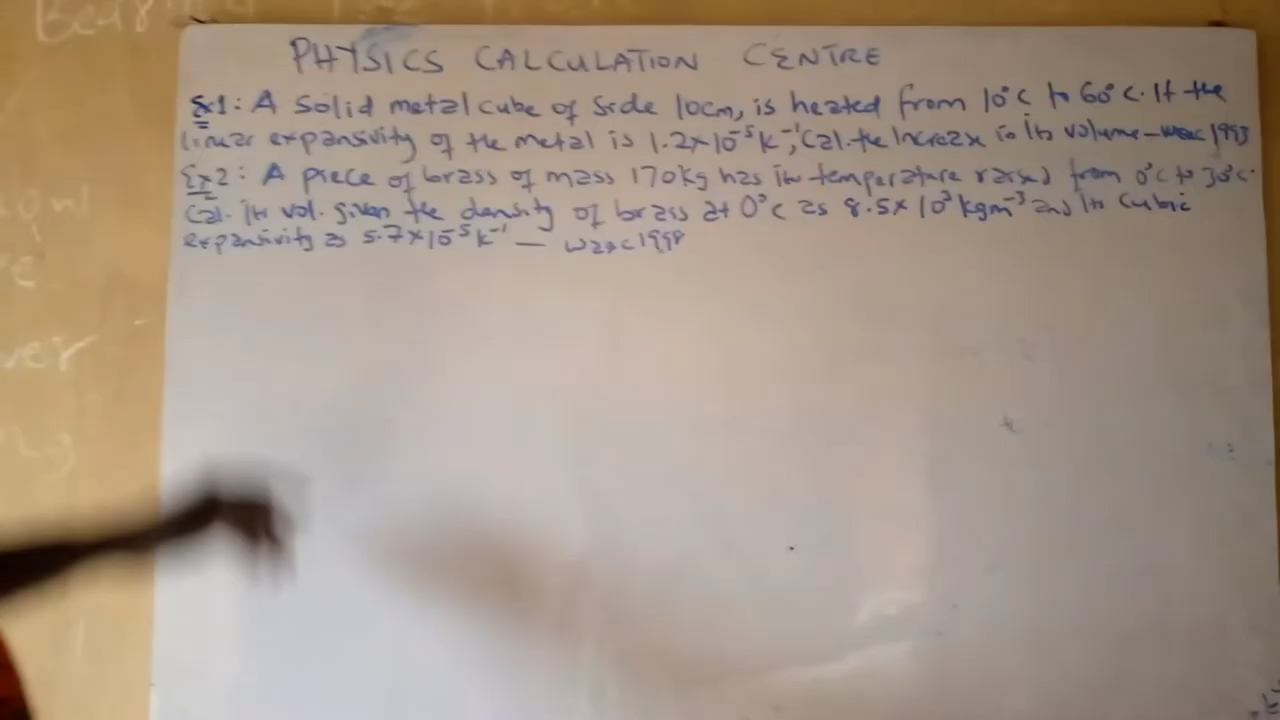 PHYSICS CALCULATION CENTRE
Ex1: A solid metal cube of side 10cm, is heated from 10°C to 60°C. If the
linear expansivity of the metal is 1.2×10⁻⁵K⁻¹, Cal. the Increase in its volume – waec 1993
Ex2: A piece of brass of mass 170kg has its temperature raised from 0°C to 30°C.
Cal. its vol. given the density of brass at 0°C as 8.5×10³kgm⁻³ and its cubic
expansivity as 5.7×10⁻⁵K⁻¹ — waec 1998